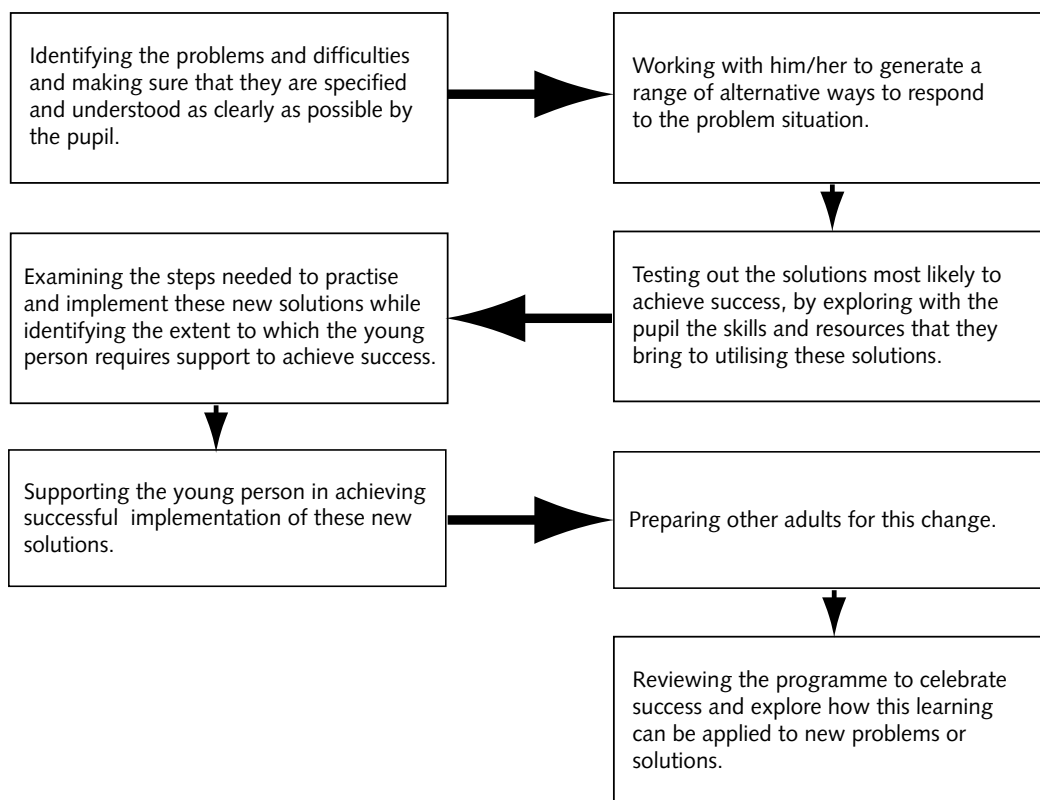 Identifying the problems and difficulties
and making sure that they are specified
and understood as clearly as possible by
the pupil.
Working with him/her to generate a
range of alternative ways to respond
to the problem situation.
Testing out the solutions most likely to
achieve success, by exploring with the
pupil the skills and resources that they
bring to utilising these solutions.
Examining the steps needed to practise
and implement these new solutions while
identifying the extent to which the young
person requires support to achieve success.
Supporting the young person in achieving
successful implementation of these new
solutions.
Preparing other adults for this change.
Reviewing the programme to celebrate
success and explore how this learning
can be applied to new problems or
solutions.